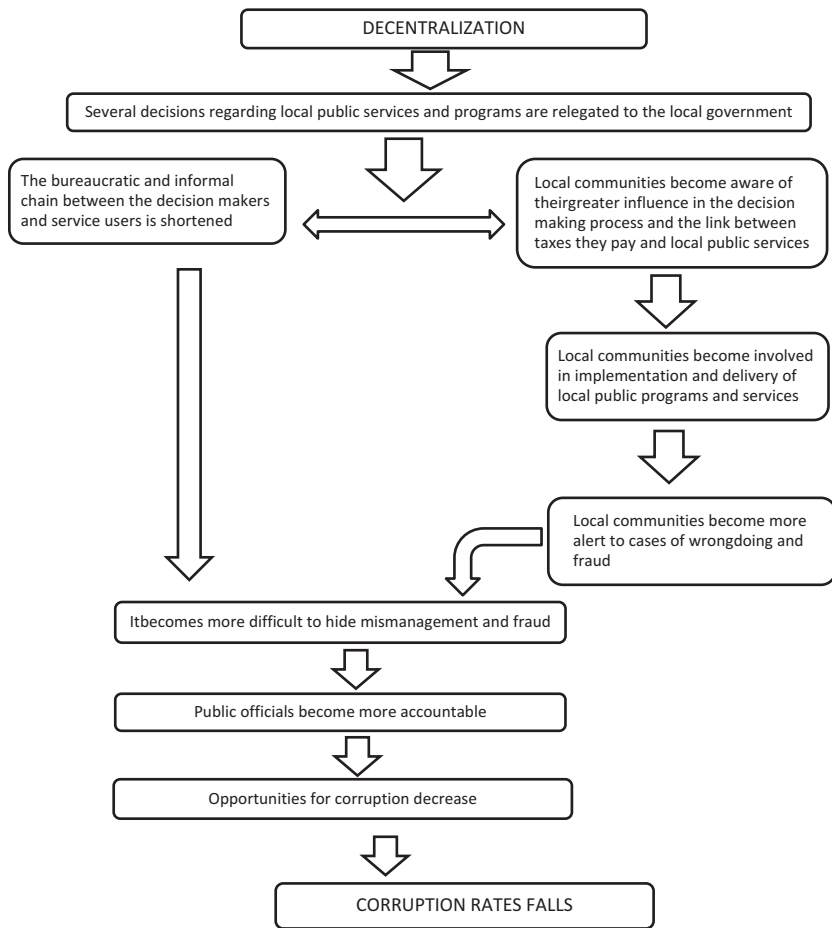 DECENTRALIZATION
Several decisions regarding local public services and programs are relegated to the local government
The bureaucratic and informal
chain between the decision makers
and service users is shortened
Local communities become aware of
theirgreater influence in the decision
making process and the link between
taxes they pay and local public services
Local communities become involved
in implementation and delivery of
local public programs and services
Local communities become more
alert to cases of wrongdoing and
fraud
Itbecomes more difficult to hide mismanagement and fraud
Public officials become more accountable
Opportunities for corruption decrease
CORRUPTION RATES FALLS